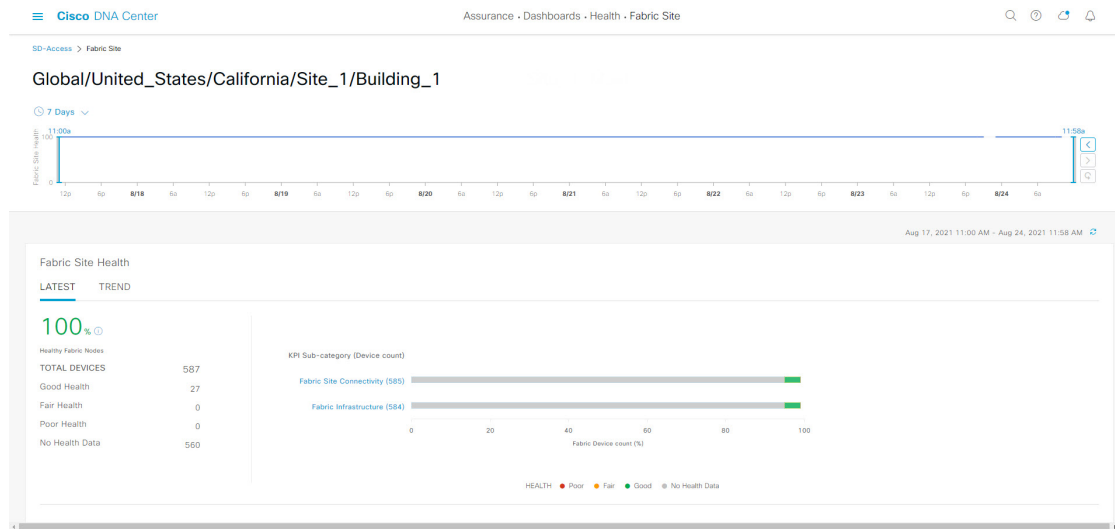 Cisco DNA Center
Assurance • Dashboards • Health • Fabric Site
SD-Access > Fabric Site
Global/United_States/California/Site_1/Building_1
7 Days
11:00a 11:58a
Fabric Site Health
100
0
12p 6p 8/18 6a 12p 6p 8/19 6a 12p 6p 8/20 6a 12p 6p 8/21 6a 12p 6p 8/22 6a 12p 6p 8/23 6a 12p 6p 8/24 6a
Aug 17, 2021 11:00 AM - Aug 24, 2021 11:58 AM
Fabric Site Health
LATEST TREND
100 %
Healthy Fabric Nodes
TOTAL DEVICES 587
Good Health 27
Fair Health 0
Poor Health 0
No Health Data 560
KPI Sub-category (Device count)
Fabric Site Connectivity (585)
Fabric Infrastructure (584)
0 20 40 60 80 100
Fabric Device count (%)
HEALTH Poor Fair Good No Health Data